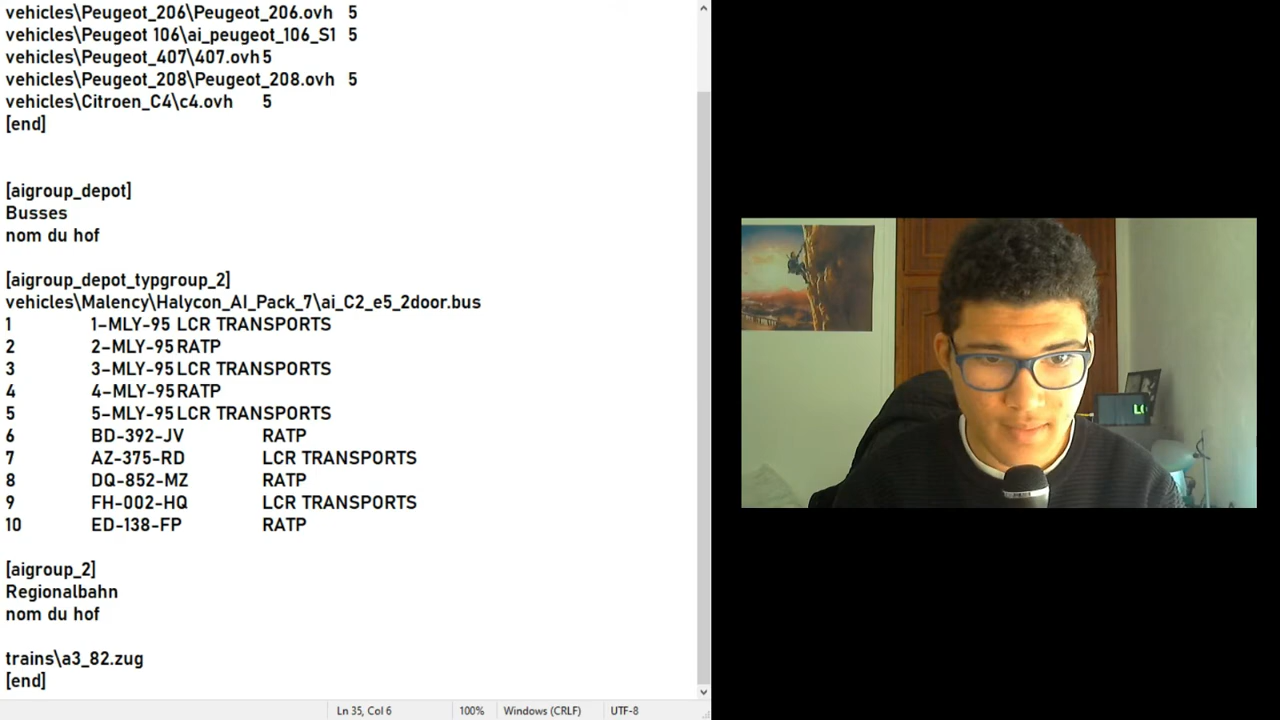 vehicles\Peugeot_206\Peugeot_206.ovh 5
vehicles\Peugeot 106\ai_peugeot_106_S1 5
vehicles\Peugeot_407\407.ovh 5
vehicles\Peugeot_208\Peugeot_208.ovh 5
vehicles\Citroen_C4\c4.ovh 5
[end]
[aigroup_depot]
Busses
nom du hof
[aigroup_depot_typgroup_2]
vehicles\Malency\Halycon_AI_Pack_7\ai_C2_e5_2door.bus
1 1-MLY-95 LCR TRANSPORTS
2 2-MLY-95 RATP
3 3-MLY-95 LCR TRANSPORTS
4 4-MLY-95 RATP
5 5-MLY-95 LCR TRANSPORTS
6 BD-392-JV RATP
7 AZ-375-RD LCR TRANSPORTS
8 DQ-852-MZ RATP
9 FH-002-HQ LCR TRANSPORTS
10 ED-138-FP RATP
[aigroup_2]
Regionalbahn
nom du hof
trains\a3_82.zug
[end]
Ln 35, Col 6 100% Windows (CRLF) UTF-8